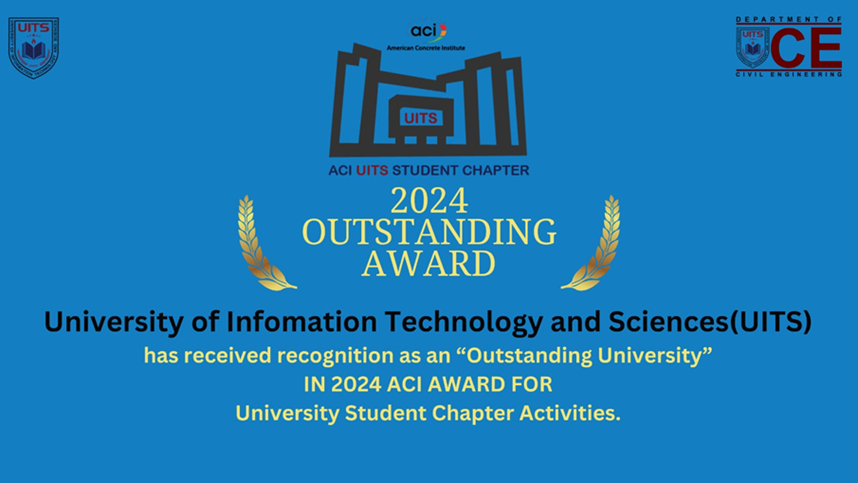 UITS
aci
American Concrete Institute
DEPARTMENT OF
UITS
CE
CIVIL ENGINEERING
UITS
ACI UITS STUDENT CHAPTER
2024
OUTSTANDING
AWARD
University of Infomation Technology and Sciences(UITS)
has received recognition as an “Outstanding University”
IN 2024 ACI AWARD FOR
University Student Chapter Activities.